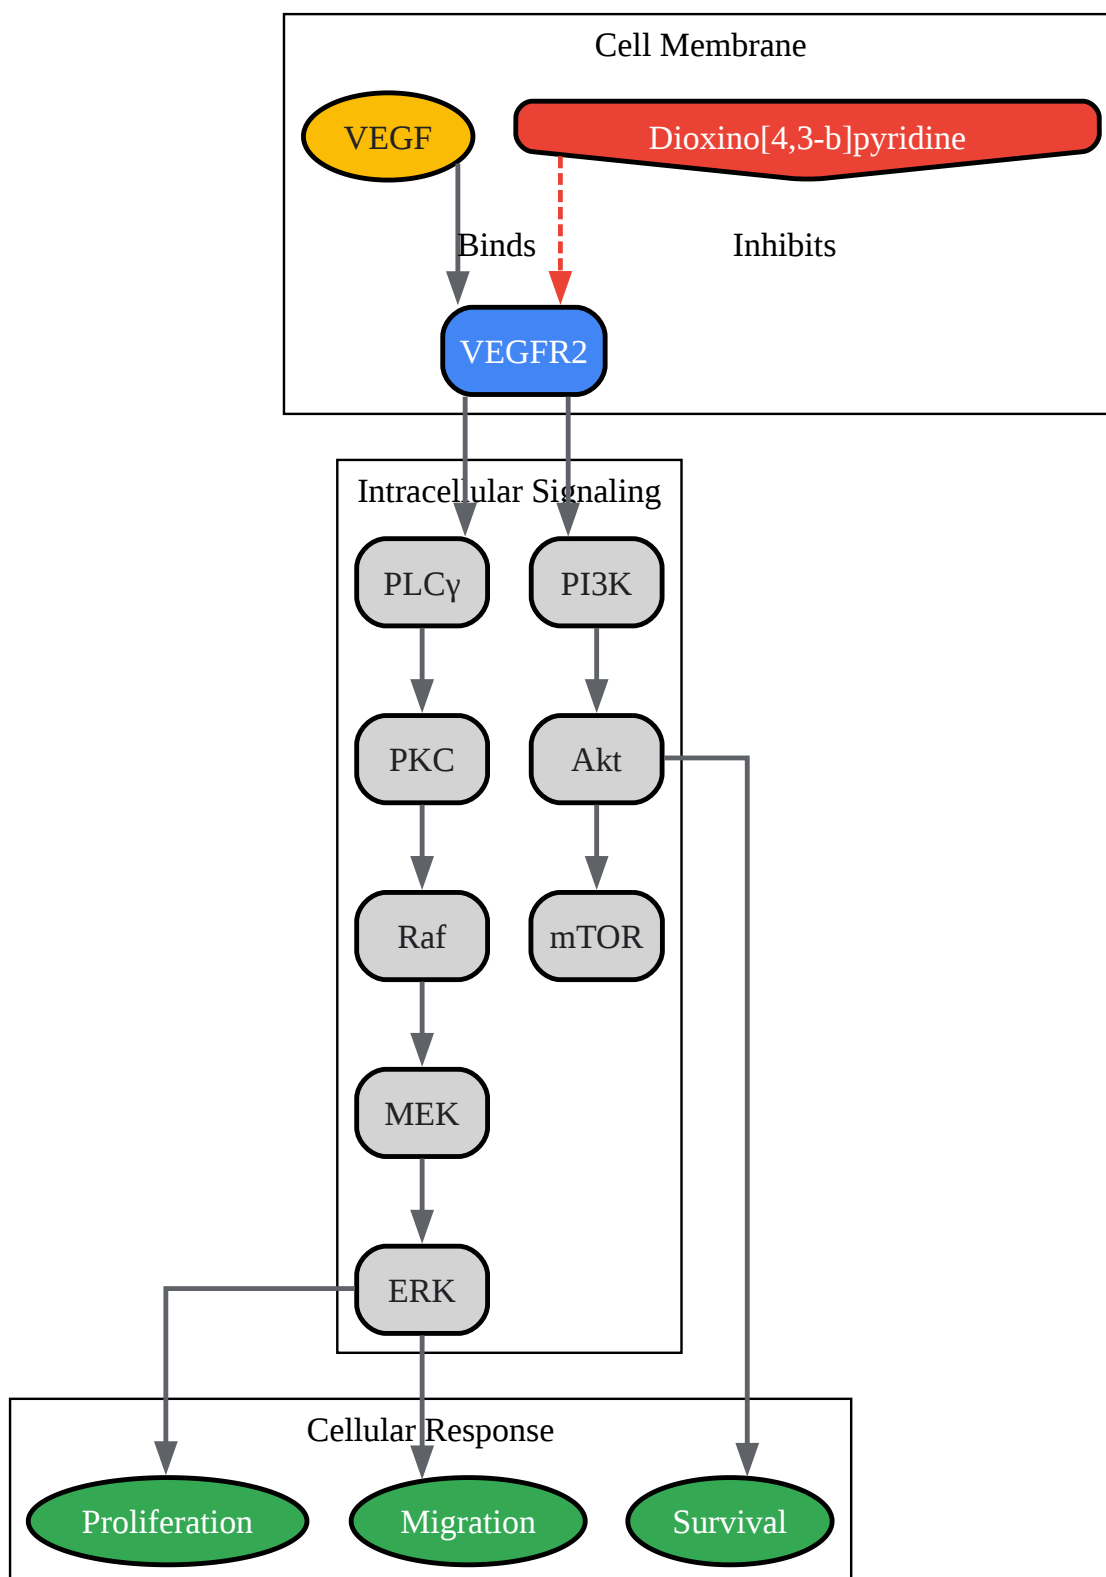 Cell Membrane
VEGF
Dioxino[4,3-b]pyridine
Binds
Inhibits
VEGFR2
Intracellular Signaling
PLCγ
PI3K
PKC
Akt
Raf
mTOR
MEK
ERK
Cellular Response
Proliferation
Migration
Survival